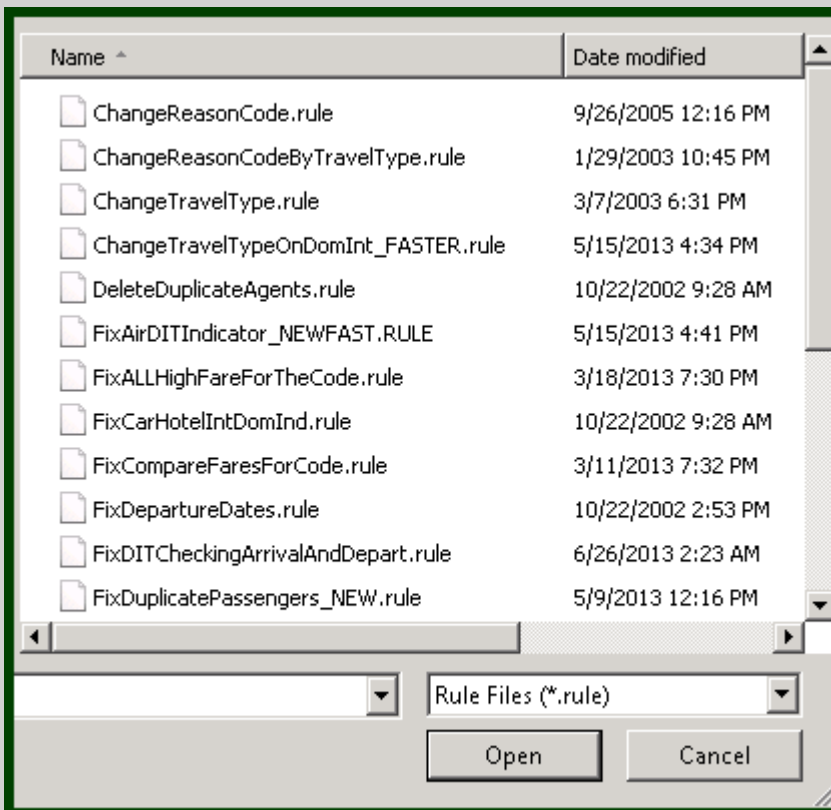 Name Date modified
ChangeReasonCode.rule 9/26/2005 12:16 PM
ChangeReasonCodeByTravelType.rule 1/29/2003 10:45 PM
ChangeTravelType.rule 3/7/2003 6:31 PM
ChangeTravelTypeOnDomInt_FASTER.rule 5/15/2013 4:34 PM
DeleteDuplicateAgents.rule 10/22/2002 9:28 AM
FixAirDITIndicator_NEWFAST.RULE 5/15/2013 4:41 PM
FixALLHighFareForTheCode.rule 3/18/2013 7:30 PM
FixCarHotelIntDomInd.rule 10/22/2002 9:28 AM
FixCompareFaresForCode.rule 3/11/2013 7:32 PM
FixDepartureDates.rule 10/22/2002 2:53 PM
FixDITCheckingArrivalAndDepart.rule 6/26/2013 2:23 AM
FixDuplicatePassengers_NEW.rule 5/9/2013 12:16 PM
Rule Files (*.rule)
Open Cancel